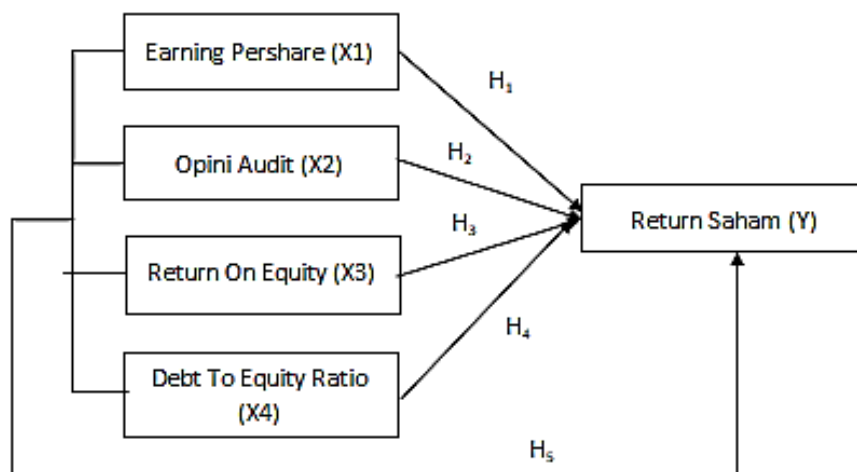 Earning Pershare (X1)
H₁
Opini Audit (X2)
H₂
Return Saham (Y)
H₃
Return On Equity (X3)
H₄
Debt To Equity Ratio
(X4)
H₅